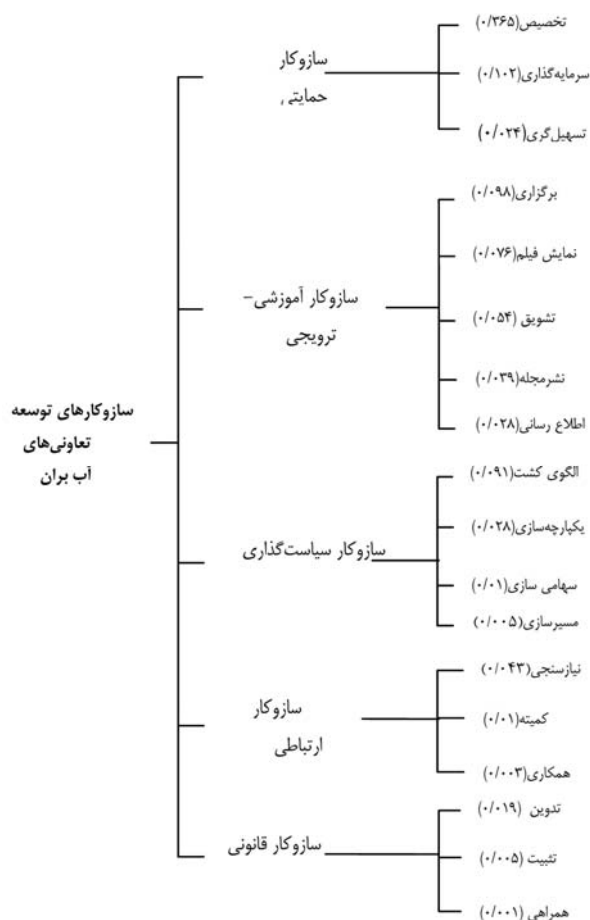 سازوکارهای توسعه
تعاونی‌های
آب بران
سازوکار
حمایتی
تخصیص(۰/۳۶۵)
سرمایه‌گذاری(۰/۱۰۲)
تسهیل‌گری(۰/۰۲۴)
سازوکار آموزشی-
ترویجی
برگزاری(۰/۰۹۸)
نمایش فیلم(۰/۰۷۶)
تشویق (۰/۰۵۴)
نشرمجله(۰/۰۳۹)
اطلاع رسانی(۰/۰۲۸)
سازوکار سیاست‌گذاری
الگوی کشت(۰/۰۹۱)
یکپارچه‌سازی(۰/۰۲۸)
سهامی سازی(۰/۰۱)
مسیرسازی(۰/۰۰۵)
سازوکار
ارتباطی
نیازسنجی(۰/۰۴۳)
کمیته(۰/۰۱)
همکاری(۰/۰۰۳)
سازوکار قانونی
تدوین (۰/۰۱۹)
تثبیت (۰/۰۰۵)
همراهی (۰/۰۰۱)